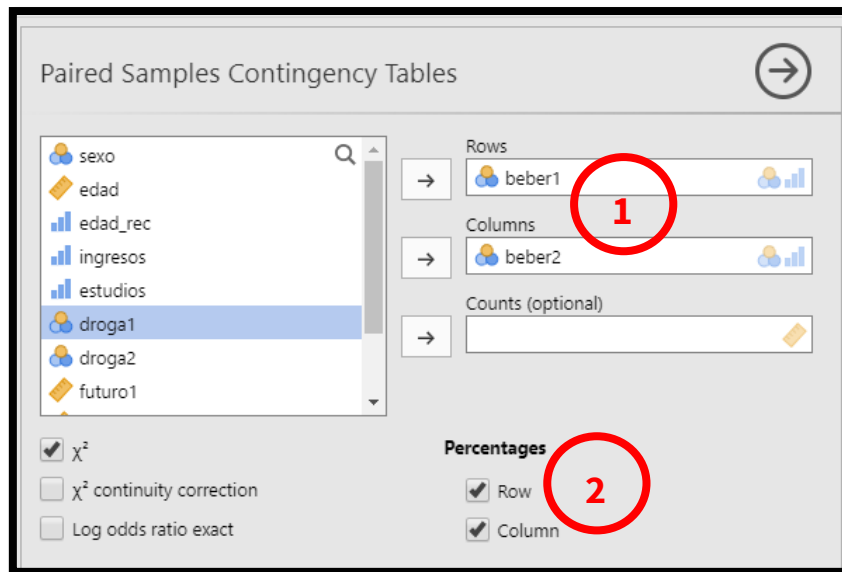 Paired Samples Contingency Tables
sexo
edad
edad_rec
ingresos
estudios
droga1
droga2
futuro1
Rows
beber1
1
Columns
beber2
Counts (optional)
χ²
χ² continuity correction
Log odds ratio exact
Percentages
Row
2
Column